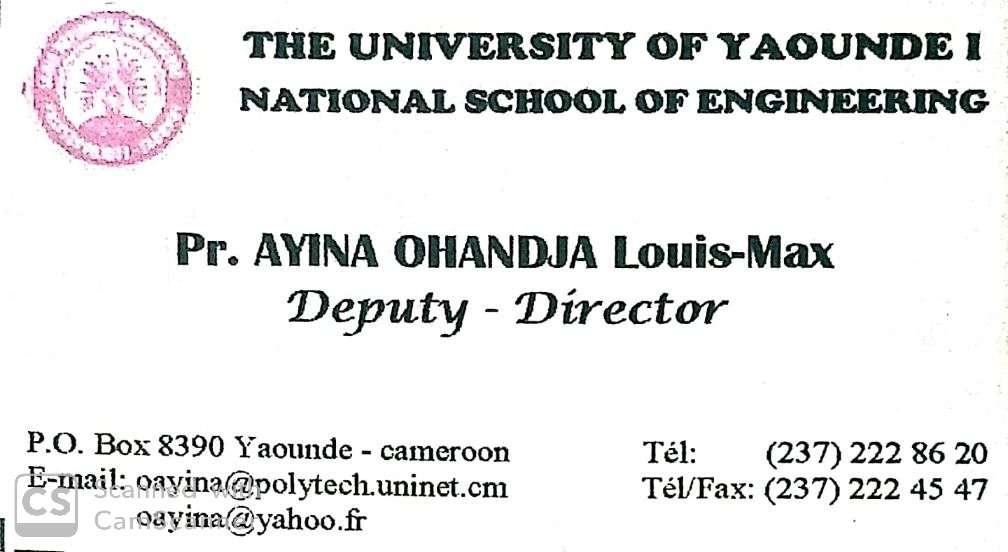 THE UNIVERSITY OF YAOUNDE I
NATIONAL SCHOOL OF ENGINEERING
Pr. AYINA OHANDJA Louis-Max
Deputy - Director
P.O. Box 8390 Yaounde - cameroon
E-mail: oayina@polytech.uninet.cm
oayina@yahoo.fr
Tél: (237) 222 86 20
Tél/Fax: (237) 222 45 47
CS Scanned with
CamScanner